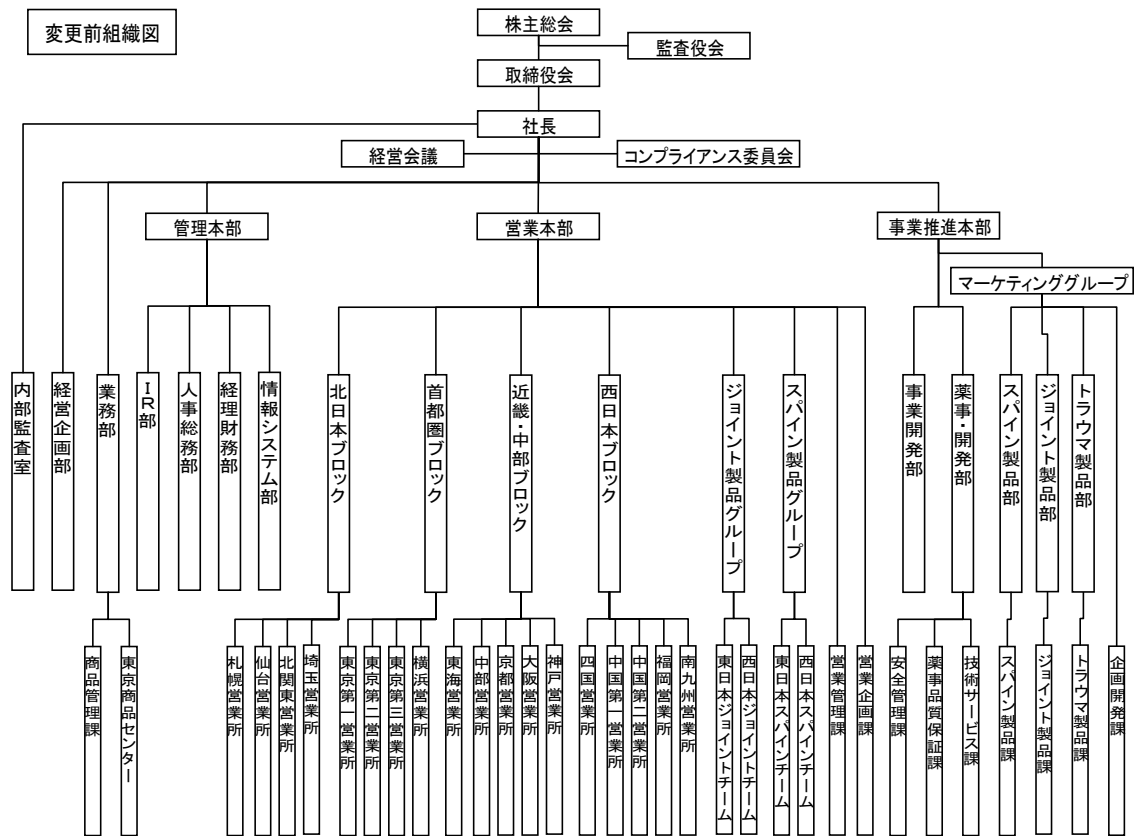 変更前組織図
株主総会
監査役会
取締役会
社長
経営会議
コンプライアンス委員会
管理本部
営業本部
事業推進本部
マーケティンググループ
内部監査室
経営企画部
業務部
IR部
人事総務部
経理財務部
情報システム部
北日本ブロック
首都圏ブロック
近畿・中部ブロック
西日本ブロック
ジョイント製品グループ
スパイン製品グループ
事業開発部
薬事・開発部
スパイン製品部
ジョイント製品部
トラウマ製品部
商品管理課
東京商品センター
札幌営業所
仙台営業所
北関東営業所
埼玉営業所
東京第一営業所
東京第二営業所
東京第三営業所
横浜営業所
東海営業所
中部営業所
京都営業所
大阪営業所
神戸営業所
四国営業所
中国第一営業所
中国第二営業所
福岡営業所
南九州営業所
東日本ジョイントチーム
西日本ジョイントチーム
東日本スパインチーム
西日本スパインチーム
営業管理課
営業企画課
安全管理課
薬事品質保証課
技術サービス課
スパイン製品課
ジョイント製品課
トラウマ製品課
企画開発課